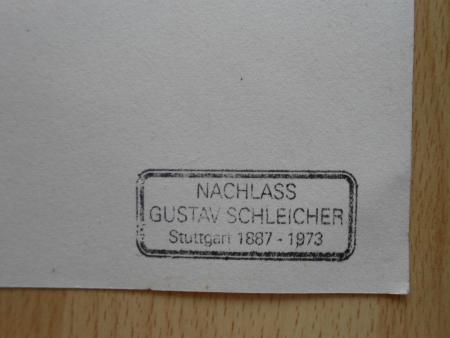 NACHLASS
GUSTAV SCHLEICHER
Stuttgart 1887 - 1973